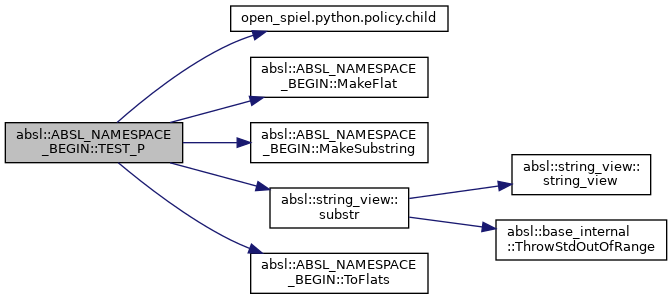 absl::ABSL_NAMESPACE
_BEGIN::TEST_P
open_spiel.python.policy.child
absl::ABSL_NAMESPACE
_BEGIN::MakeFlat
absl::ABSL_NAMESPACE
_BEGIN::MakeSubstring
absl::string_view::
substr
absl::string_view::
string_view
absl::base_internal
::ThrowStdOutOfRange
absl::ABSL_NAMESPACE
_BEGIN::ToFlats